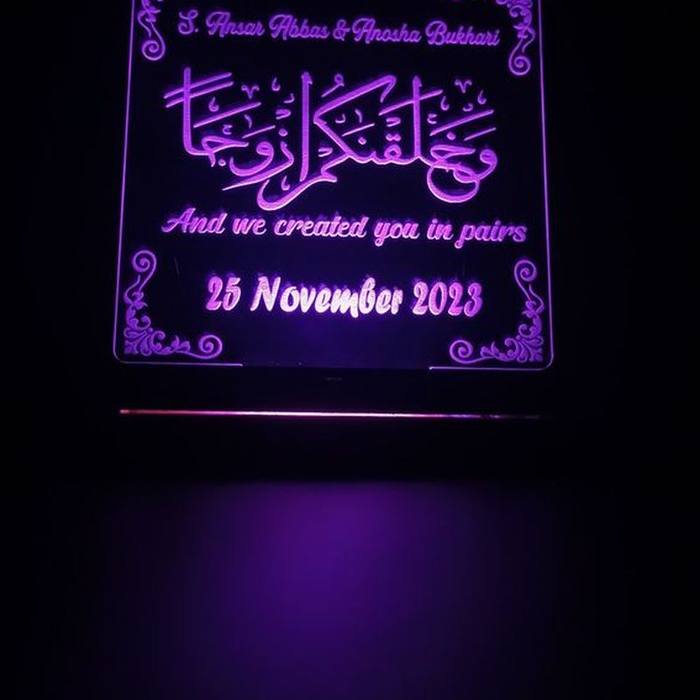 S. Ansar Abbas & Anosha Bukhari
وخلقنكم ازوجا
And we created you in pairs
25 November 2023